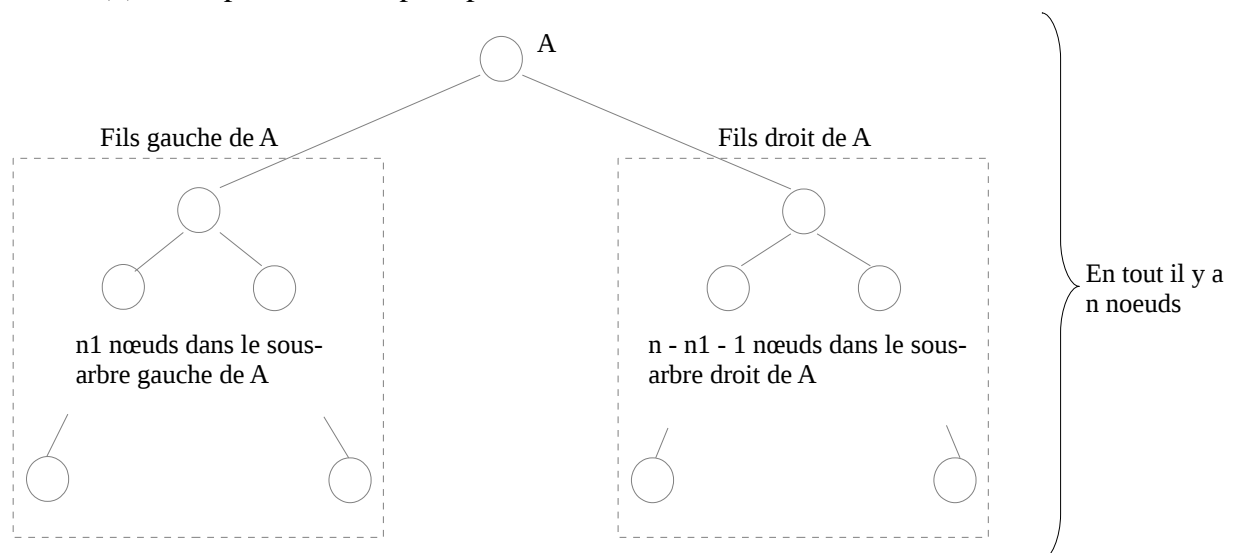 A
Fils gauche de A
Fils droit de A
En tout il y a
n noeuds
n1 nœuds dans le sous-
arbre gauche de A
n - n1 - 1 nœuds dans le sous-
arbre droit de A